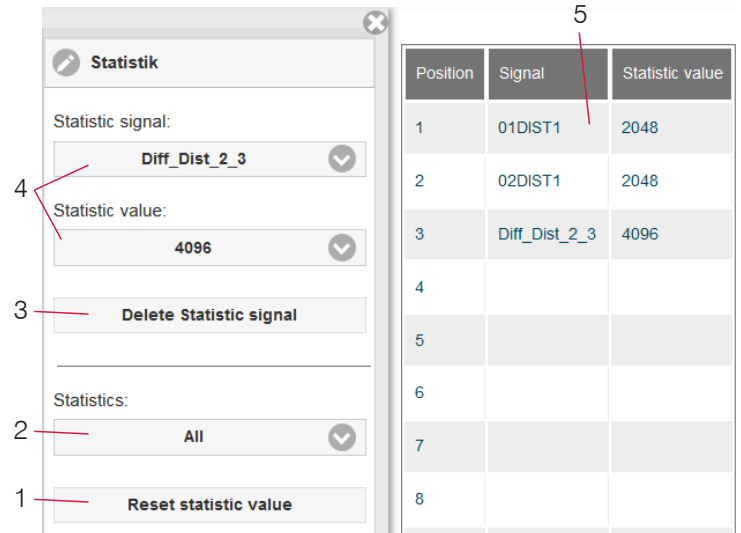 5
Statistik
Statistic signal:
Diff_Dist_2_3
4
Statistic value:
4096
3 Delete Statistic signal
Statistics:
2 All
1 Reset statistic value
Position Signal Statistic value
1 01DIST1 2048
2 02DIST1 2048
3 Diff_Dist_2_3 4096
4
5
6
7
8